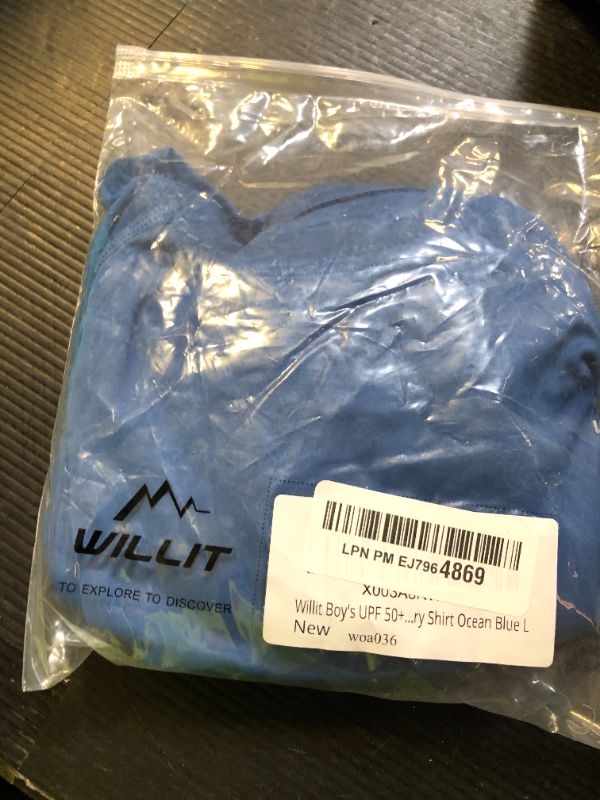 WILLIT
TO EXPLORE TO DISCOVER
LPN PM EJ7964869
Willit Boy's UPF 50+...ry Shirt Ocean Blue L
New woa036